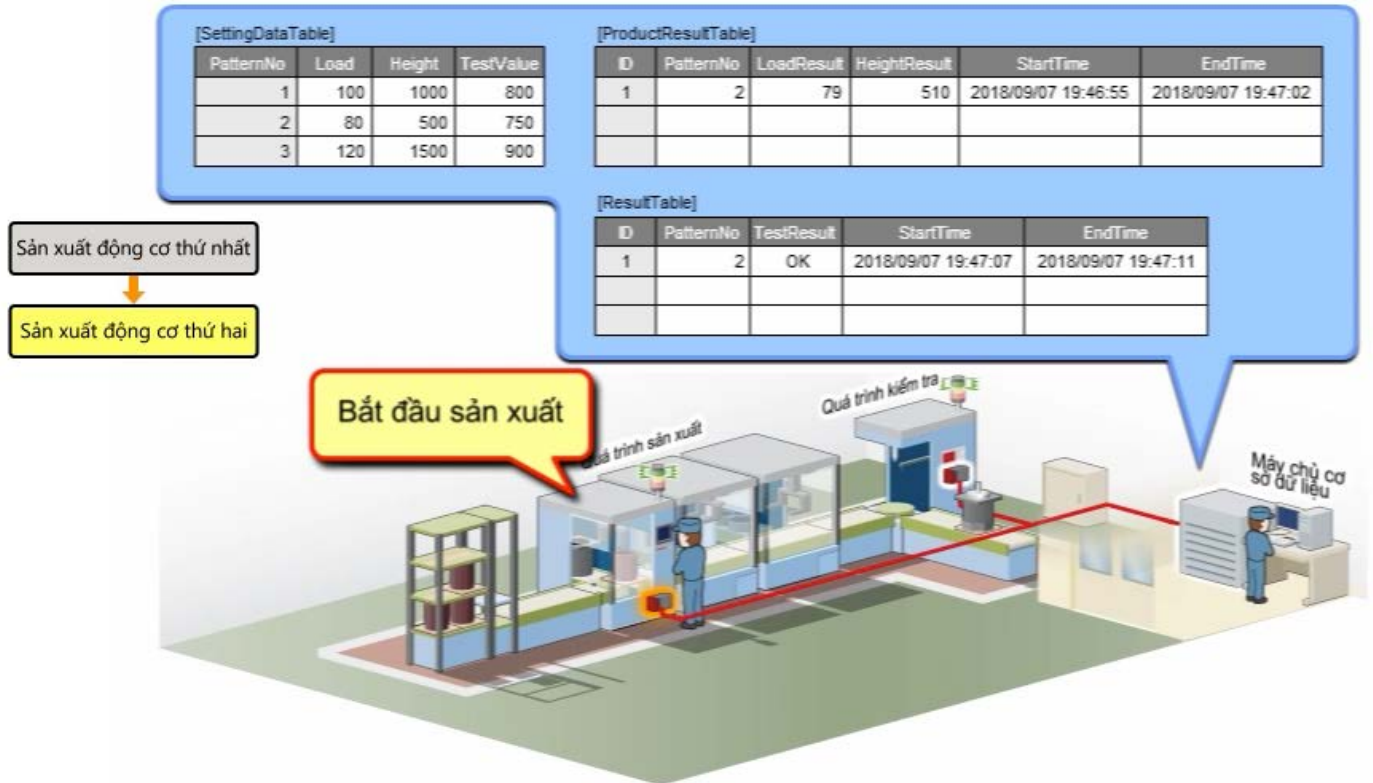 [SettingDataTable]
PatternNo Load Height TestValue
1 100 1000 800
2 80 500 750
3 120 1500 900
[ProductResultTable]
ID PatternNo LoadResult HeightResult StartTime EndTime
1 2 79 510 2018/09/07 19:46:55 2018/09/07 19:47:02
[ResultTable]
ID PatternNo TestResult StartTime EndTime
1 2 OK 2018/09/07 19:47:07 2018/09/07 19:47:11
Sản xuất động cơ thứ nhất
Sản xuất động cơ thứ hai
Bắt đầu sản xuất
trình sản xuất
Quá trình kiểm tra
Máy chủ cơ
sở dữ liệu